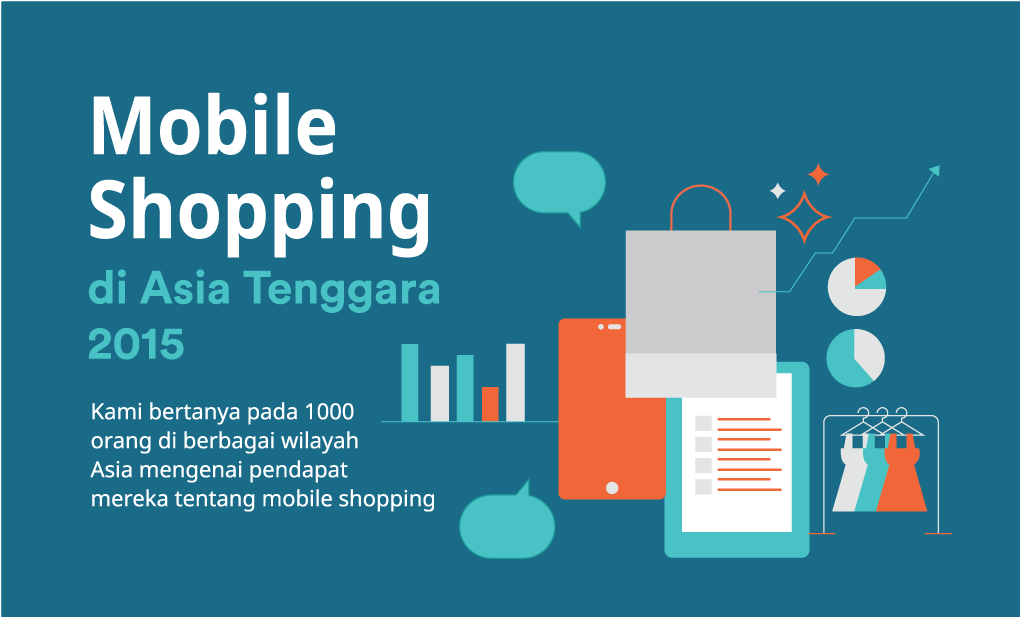 Mobile
Shopping
di Asia Tenggara
2015
Kami bertanya pada 1000
orang di berbagai wilayah
Asia mengenai pendapat
mereka tentang mobile shopping